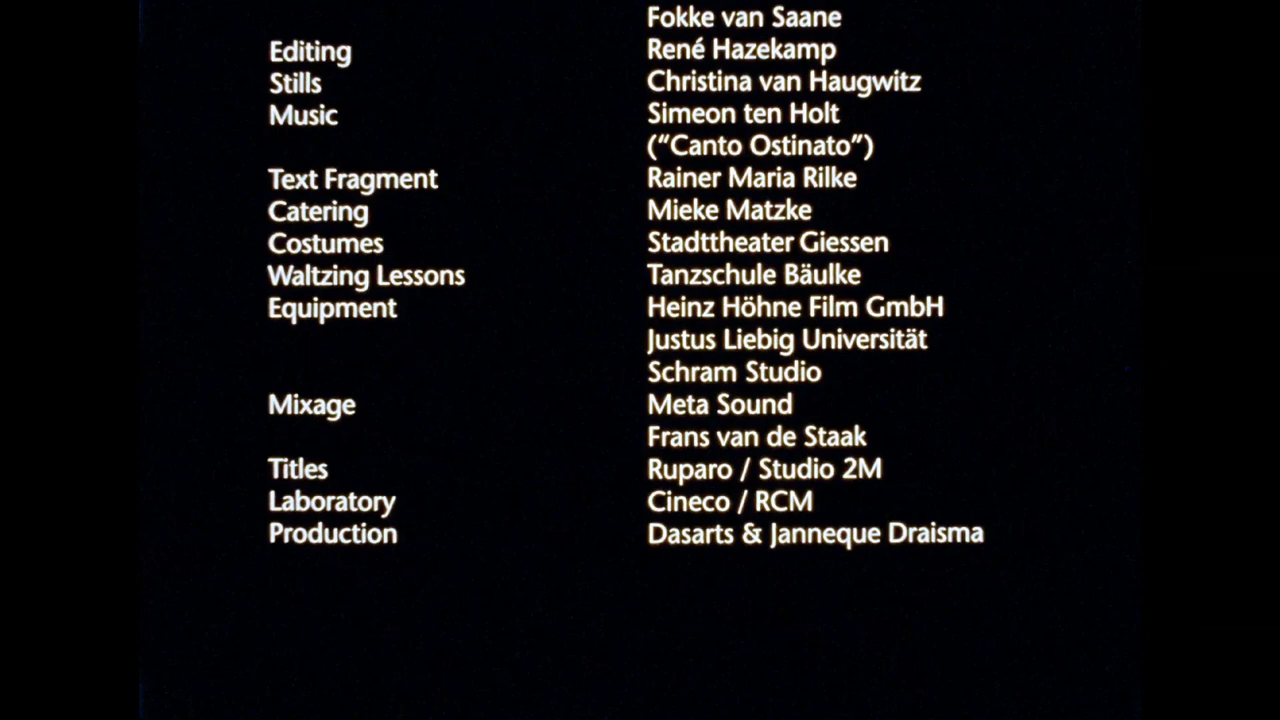 Fokke van Saane
Editing René Hazekamp
Stills Christina van Haugwitz
Music Simeon ten Holt
(“Canto Ostinato”)
Text Fragment Rainer Maria Rilke
Catering Mieke Matzke
Costumes Stadttheater Giessen
Waltzing Lessons Tanzschule Bäulke
Equipment Heinz Höhne Film GmbH
Justus Liebig Universität
Schram Studio
Mixage Meta Sound
Frans van de Staak
Titles Ruparo / Studio 2M
Laboratory Cineco / RCM
Production Dasarts & Janneque Draisma